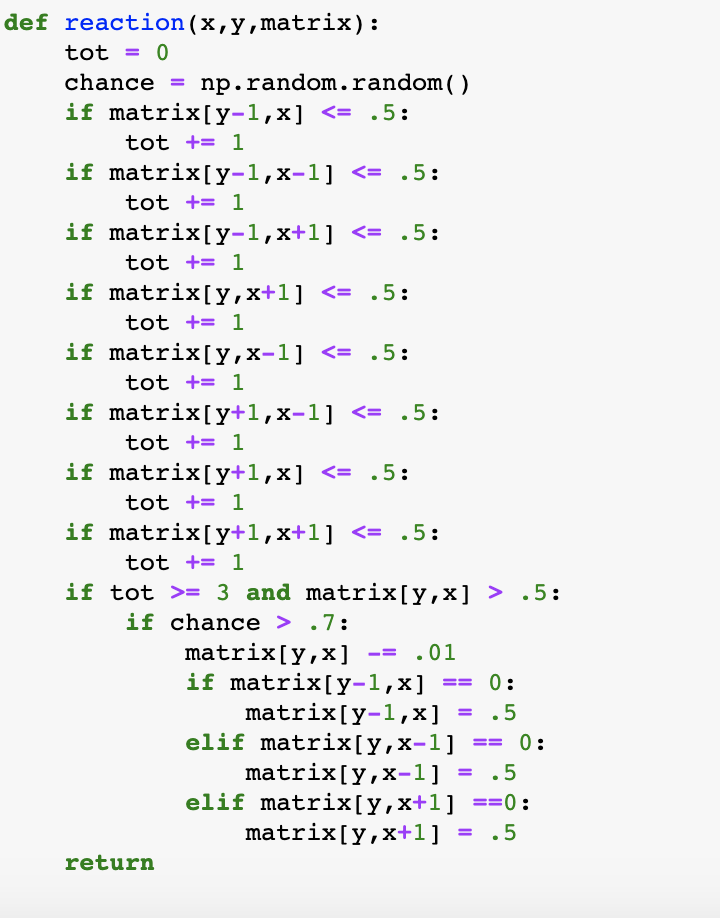 def reaction(x,y,matrix):
    tot = 0
    chance = np.random.random()
    if matrix[y-1,x] <= .5:
        tot += 1
    if matrix[y-1,x-1] <= .5:
        tot += 1
    if matrix[y-1,x+1] <= .5:
        tot += 1
    if matrix[y,x+1] <= .5:
        tot += 1
    if matrix[y,x-1] <= .5:
        tot += 1
    if matrix[y+1,x-1] <= .5:
        tot += 1
    if matrix[y+1,x] <= .5:
        tot += 1
    if matrix[y+1,x+1] <= .5:
        tot += 1
    if tot >= 3 and matrix[y,x] > .5:
        if chance > .7:
            matrix[y,x] -= .01
            if matrix[y-1,x] == 0:
                matrix[y-1,x] = .5
            elif matrix[y,x-1] == 0:
                matrix[y,x-1] = .5
            elif matrix[y,x+1] ==0:
                matrix[y,x+1] = .5
    return